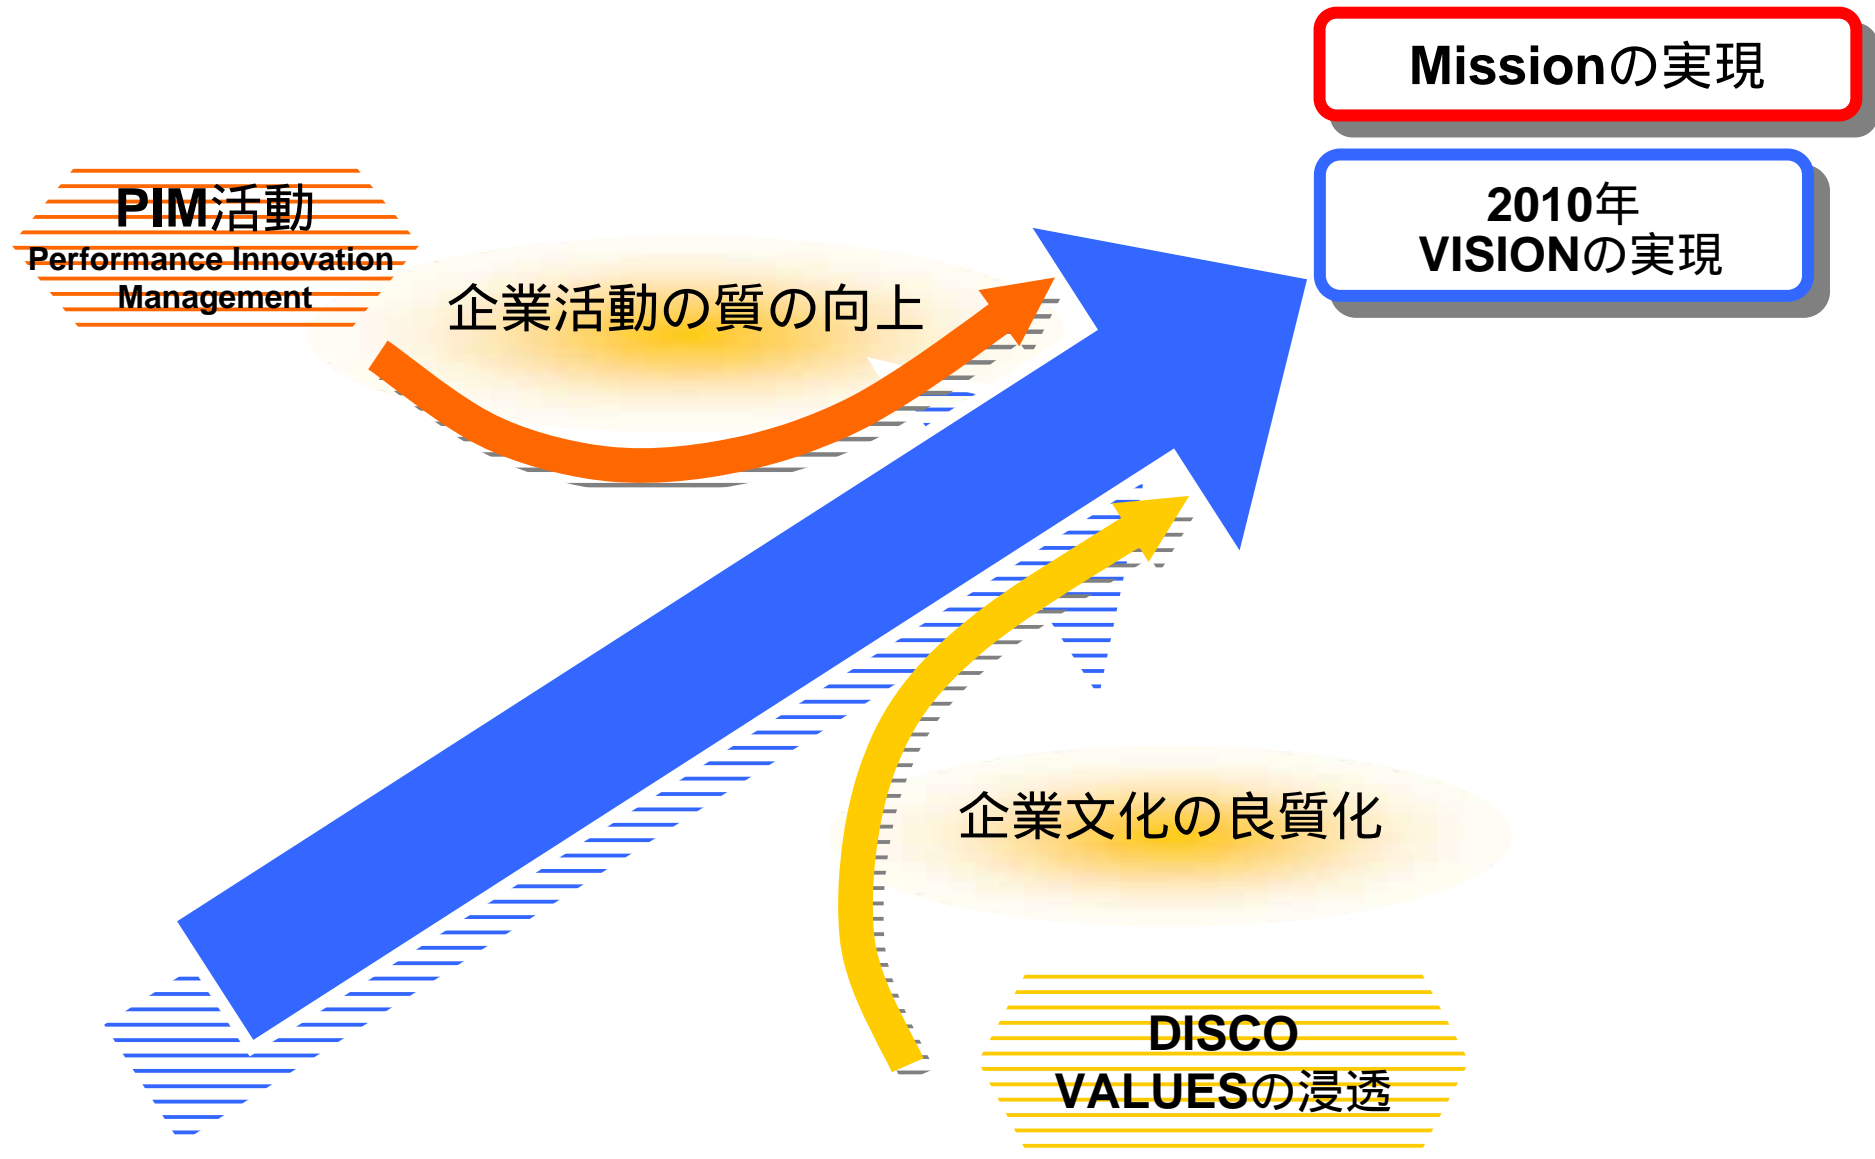 Missionの実現
2010年
VISIONの実現
PIM活動
Performance Innovation
Management
企業活動の質の向上
企業文化の良質化
DISCO
VALUESの浸透